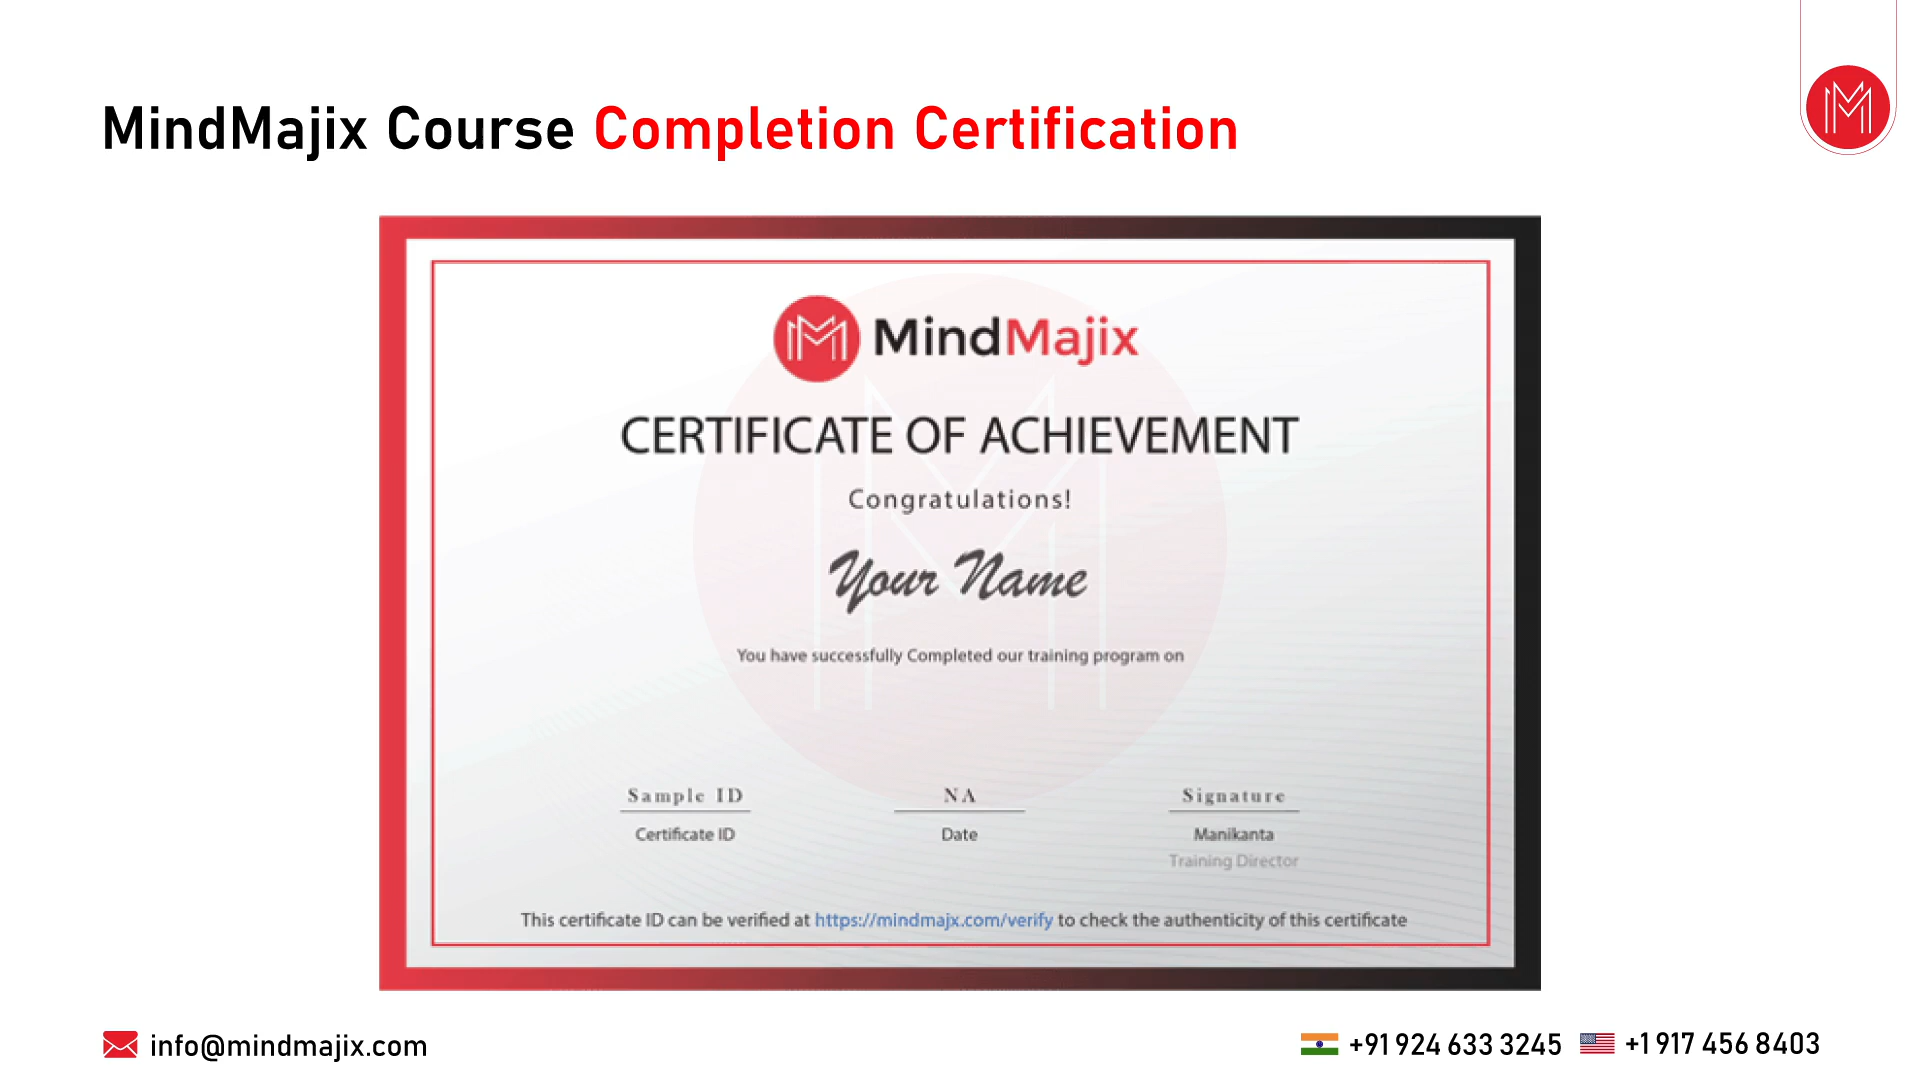 MindMajix Course Completion Certification
MindMajix
CERTIFICATE OF ACHIEVEMENT
Congratulations!
Your Name
You have successfully Completed our training program on
Sample ID
Certificate ID
NA
Date
Signature
Manikanta
Training Director
This certificate ID can be verified at https://mindmajx.com/verify to check the authenticity of this certificate
info@mindmajix.com
+91 924 633 3245
+1 917 456 8403